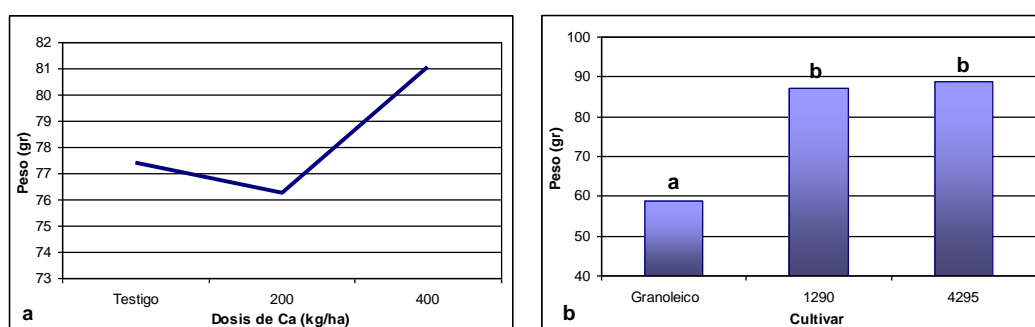 82
81
80
79
78
77
76
75
74
73
Peso (gr)
Testigo 200 400
Dosis de Ca (kg/ha)
a
100
90
80
70
60
50
40
Peso (gr)
a b b
Granoleico 1290 4295
Cultivar
b